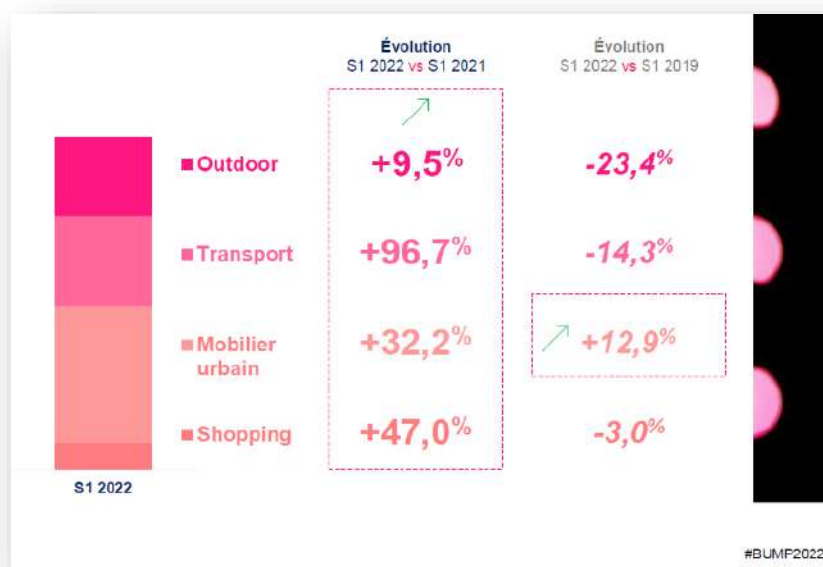 Évolution
S1 2022 vs S1 2021
Évolution
S1 2022 vs S1 2019
Outdoor
+9,5%
-23,4%
Transport
+96,7%
-14,3%
Mobilier
urbain
+32,2%
+12,9%
Shopping
+47,0%
-3,0%
S1 2022
#BUMP2022